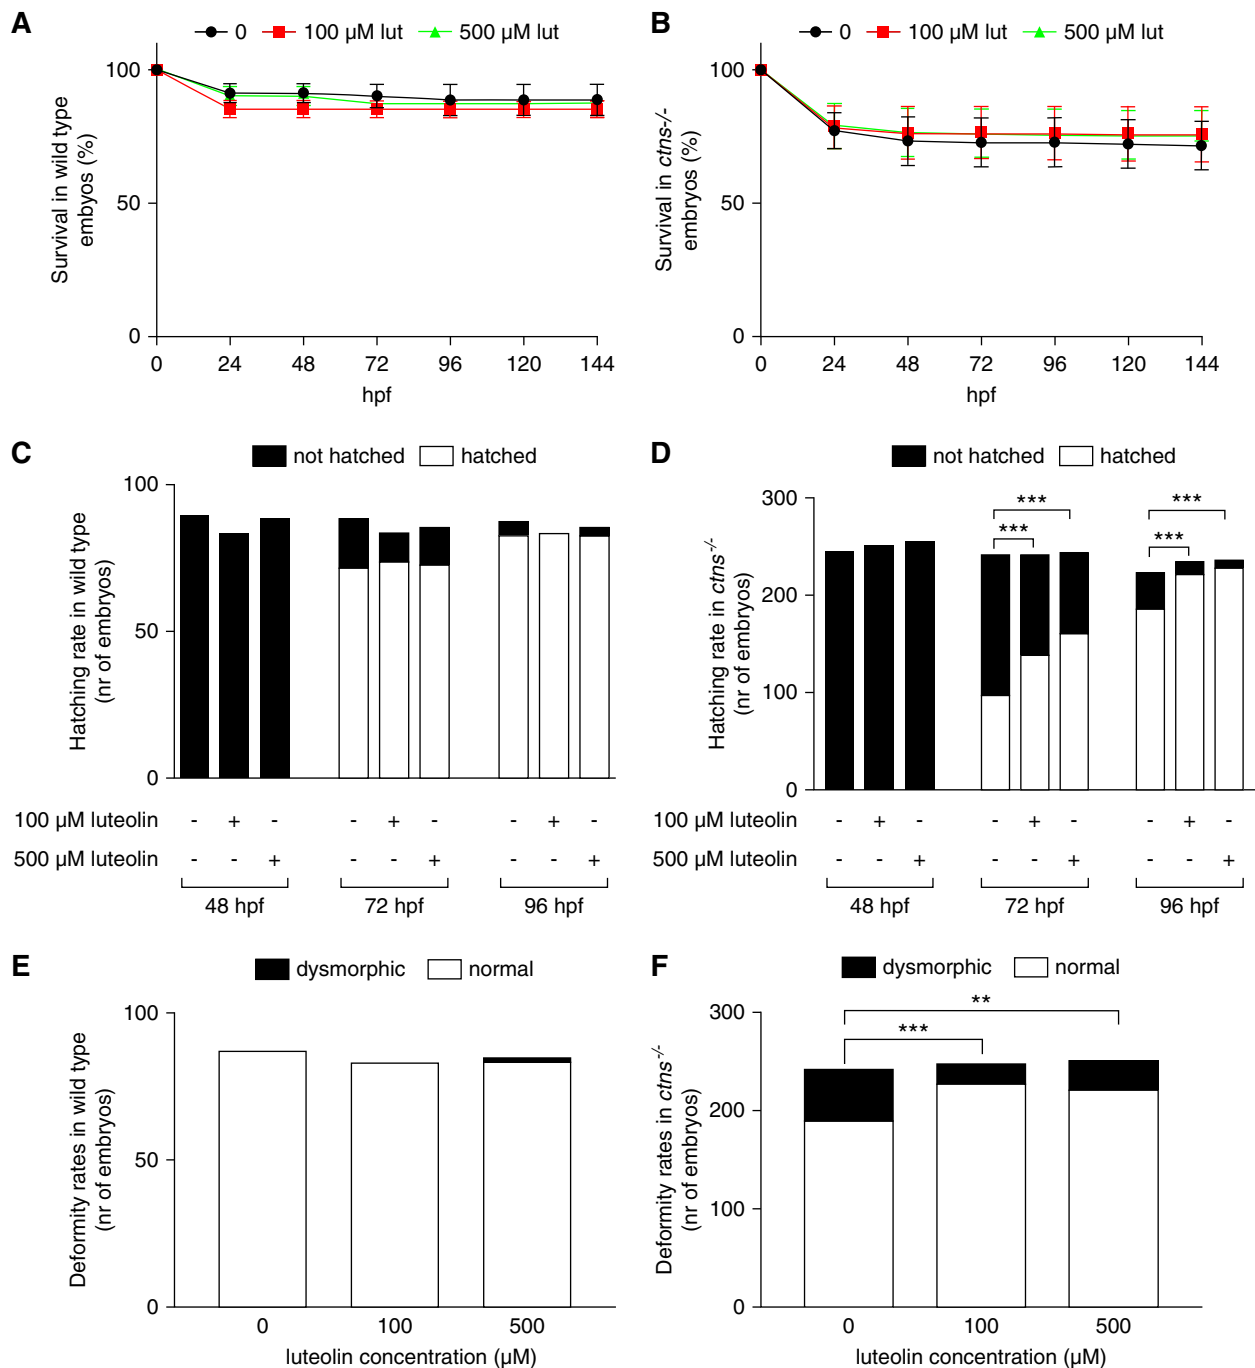 A
0 100 µM lut 500 µM lut
100
50
0
Survival in wild type
embryos (%)
0 24 48 72 96 120 144
hpf
B
0 100 µM lut 500 µM lut
100
50
0
Survival in ctns-/-
embryos (%)
0 24 48 72 96 120 144
hpf
C
not hatched hatched
100
50
0
Hatching rate in wild type
(nr of embryos)
100 µM luteolin - + - - + - - + -
500 µM luteolin - - + - - + - - +
48 hpf 72 hpf 96 hpf
D
not hatched hatched
300
200
100
0
Hatching rate in ctns-/-
(nr of embryos)
***
***
***
***
100 µM luteolin - + - - + - - + -
500 µM luteolin - - + - - + - - +
48 hpf 72 hpf 96 hpf
E
dysmorphic normal
100
50
0
Deformity rates in wild type
(nr of embryos)
0 100 500
luteolin concentration (µM)
F
dysmorphic normal
300
200
100
0
Deformity rates in ctns-/-
(nr of embryos)
**
***
0 100 500
luteolin concentration (µM)